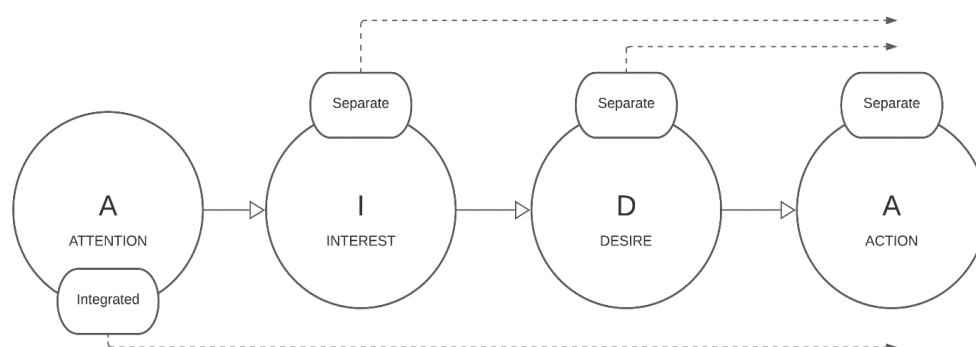 Separate
Separate
Separate
A
I
D
A
ATTENTION
INTEREST
DESIRE
ACTION
Integrated